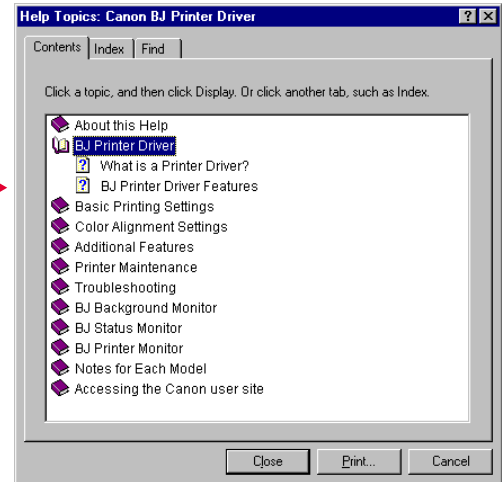 Help Topics: Canon BJ Printer Driver
Contents Index Find
Click a topic, and then click Display. Or click another tab, such as Index.
About this Help
BJ Printer Driver
What is a Printer Driver?
BJ Printer Driver Features
Basic Printing Settings
Color Alignment Settings
Additional Features
Printer Maintenance
Troubleshooting
BJ Background Monitor
BJ Status Monitor
BJ Printer Monitor
Notes for Each Model
Accessing the Canon user site
Close Print... Cancel